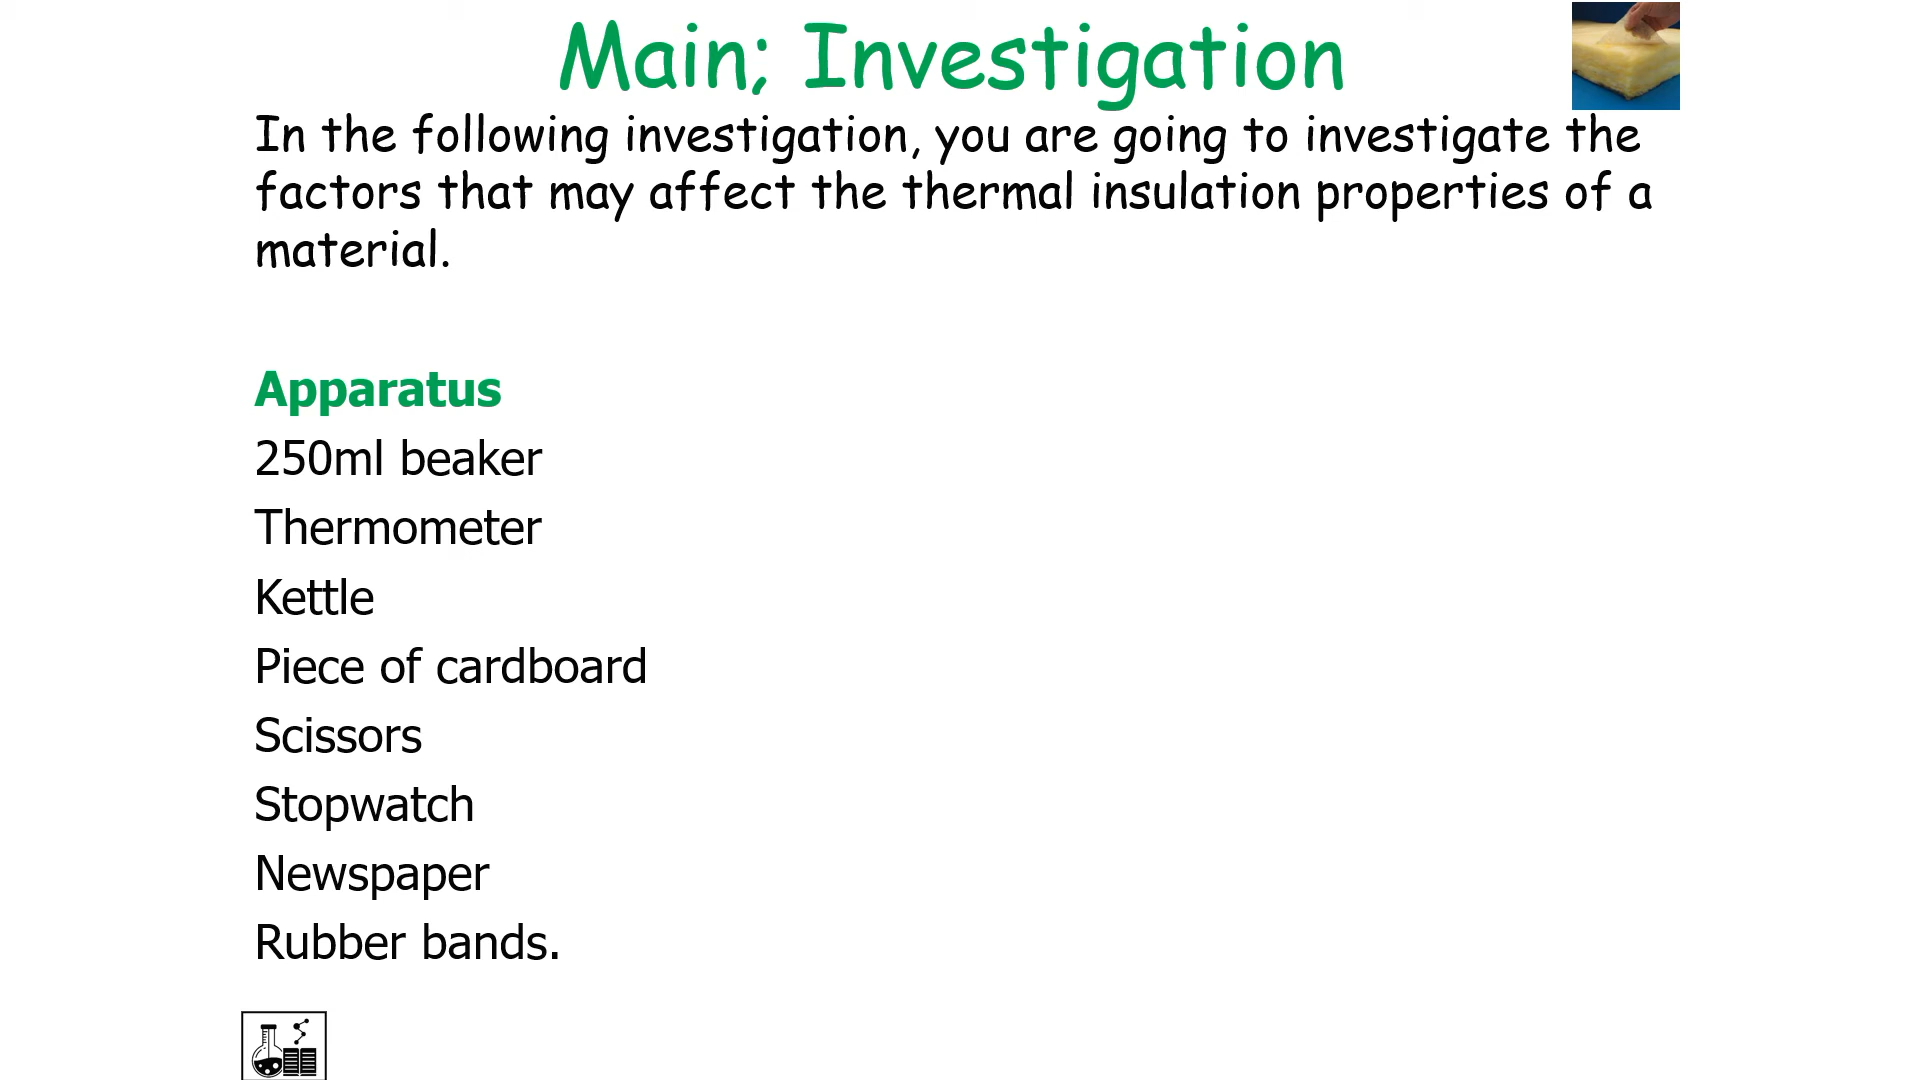 Main; Investigation
In the following investigation, you are going to investigate the
factors that may affect the thermal insulation properties of a
material.
Apparatus
250ml beaker
Thermometer
Kettle
Piece of cardboard
Scissors
Stopwatch
Newspaper
Rubber bands.